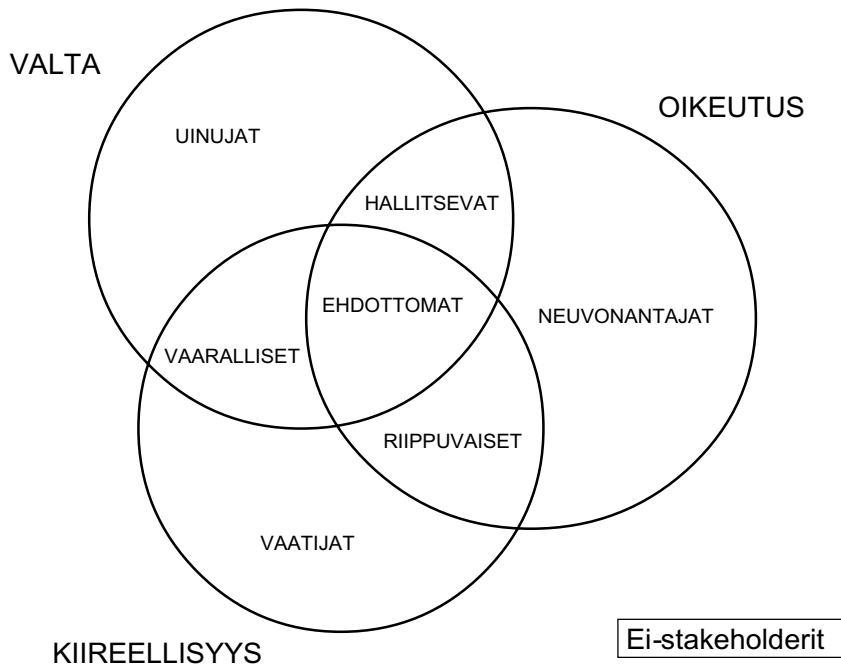 VALTA
OIKEUTUS
UINUJAT
HALLITSEVAT
EHDOTTOMAT
NEUVONANTAJAT
VAARALLISET
RIIPPUVAISET
VAATIJAT
KIIREELLISYYS
Ei-stakeholderit